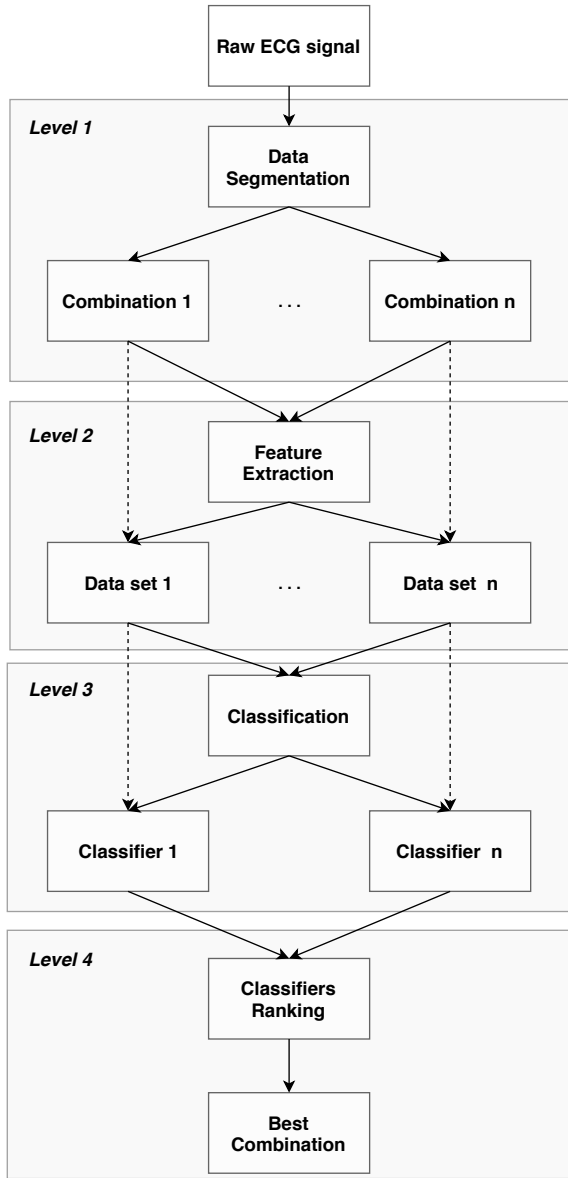 Raw ECG signal
Level 1
Data
Segmentation
Combination 1
. . .
Combination n
Level 2
Feature
Extraction
Data set 1
. . .
Data set n
Level 3
Classification
Classifier 1
Classifier n
Level 4
Classifiers
Ranking
Best
Combination